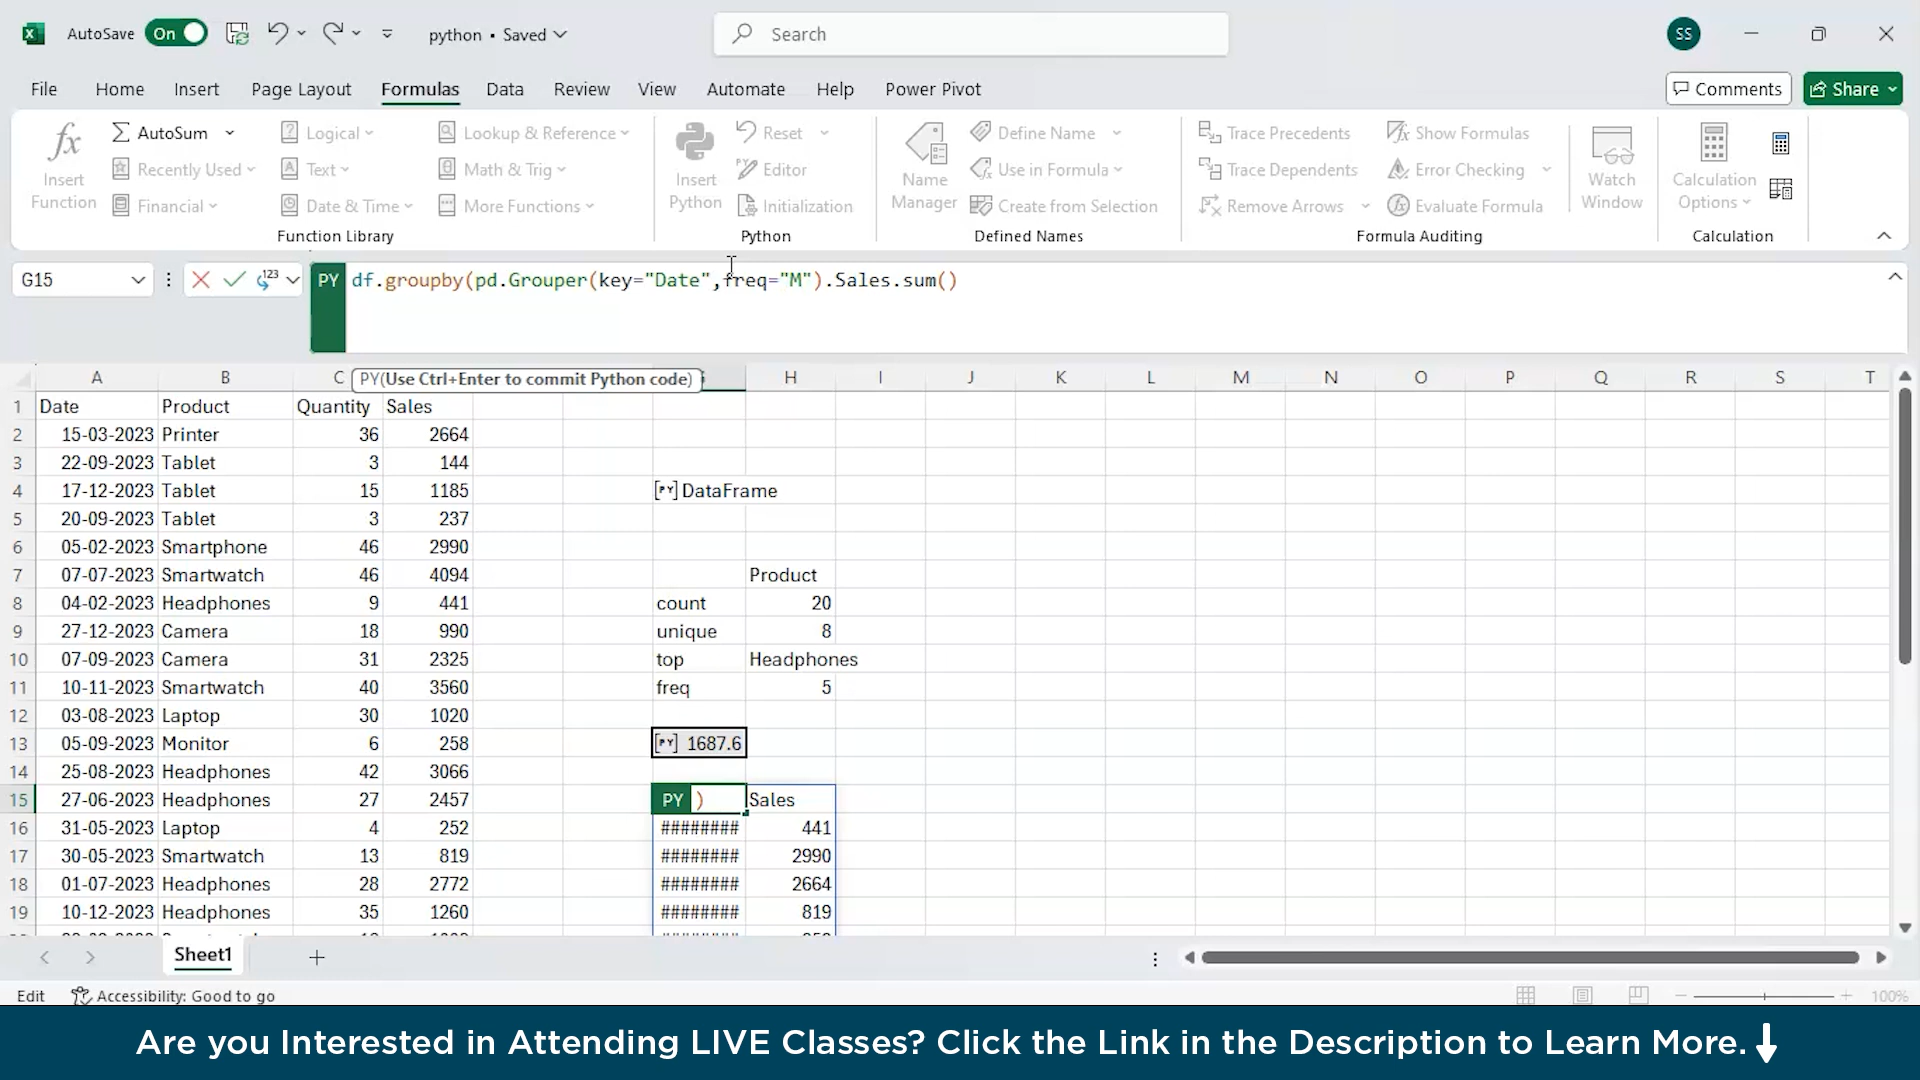 AutoSave On python • Saved Search SS
File Home Insert Page Layout Formulas Data Review View Automate Help Power Pivot Comments Share
fx Insert Function
AutoSum
Recently Used
Financial
Logical
Text
Date & Time
Lookup & Reference
Math & Trig
More Functions
Function Library
Insert Python
Reset
Editor
Initialization
Python
Name Manager
Define Name
Use in Formula
Create from Selection
Defined Names
Trace Precedents
Trace Dependents
Remove Arrows
Show Formulas
Error Checking
Evaluate Formula
Formula Auditing
Watch Window
Calculation Options
Calculation
G15 123 PY df.groupby(pd.Grouper(key="Date",freq="M").Sales.sum()
PY(Use Ctrl+Enter to commit Python code)
A B C H I J K L M N O P Q R S T
1 Date Product Quantity Sales
2 15-03-2023 Printer 36 2664
3 22-09-2023 Tablet 3 144
4 17-12-2023 Tablet 15 1185 [PY] DataFrame
5 20-09-2023 Tablet 3 237
6 05-02-2023 Smartphone 46 2990
7 07-07-2023 Smartwatch 46 4094 Product
8 04-02-2023 Headphones 9 441 count 20
9 27-12-2023 Camera 18 990 unique 8
10 07-09-2023 Camera 31 2325 top Headphones
11 10-11-2023 Smartwatch 40 3560 freq 5
12 03-08-2023 Laptop 30 1020
13 05-09-2023 Monitor 6 258 [PY] 1687.6
14 25-08-2023 Headphones 42 3066
15 27-06-2023 Headphones 27 2457 PY ) Sales
16 31-05-2023 Laptop 4 252 ######## 441
17 30-05-2023 Smartwatch 13 819 ######## 2990
18 01-07-2023 Headphones 28 2772 ######## 2664
19 10-12-2023 Headphones 35 1260 ######## 819
Sheet1
Edit Accessibility: Good to go 100%
Are you Interested in Attending LIVE Classes? Click the Link in the Description to Learn More.